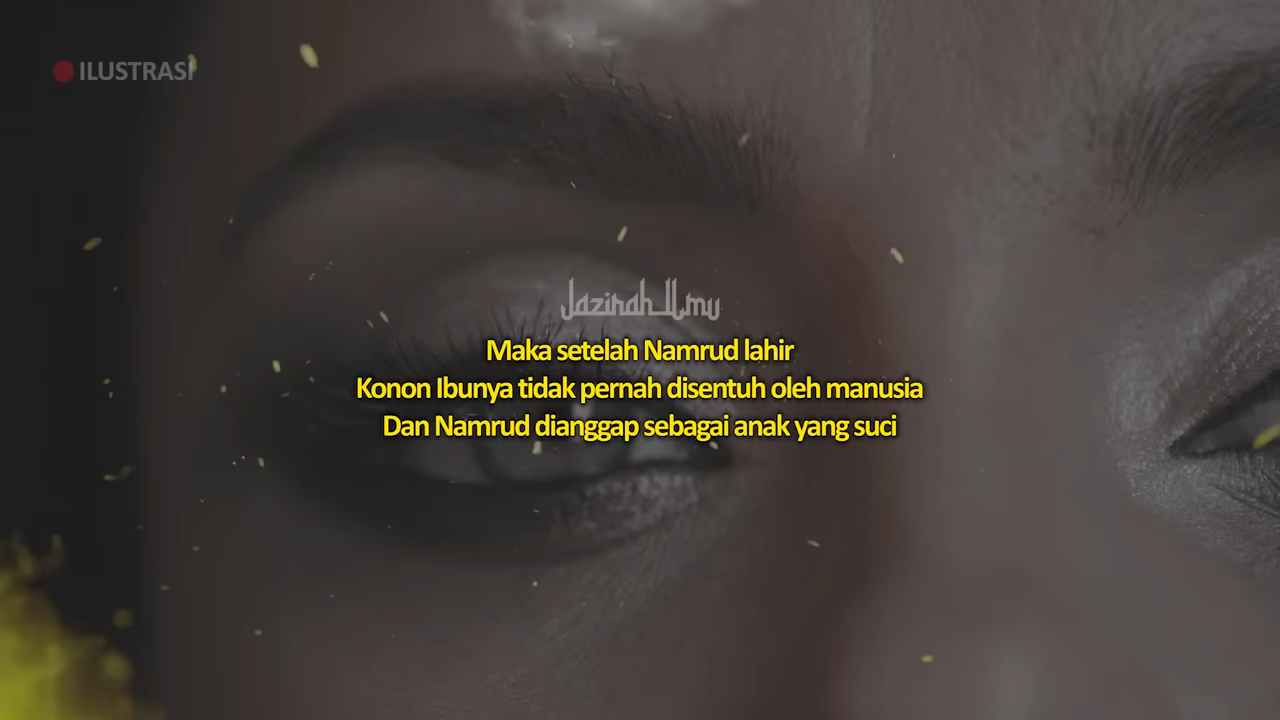 ILUSTRASI
Jazirah Ilmu
Maka setelah Namrud lahir
Konon Ibunya tidak pernah disentuh oleh manusia
Dan Namrud dianggap sebagai anak yang suci